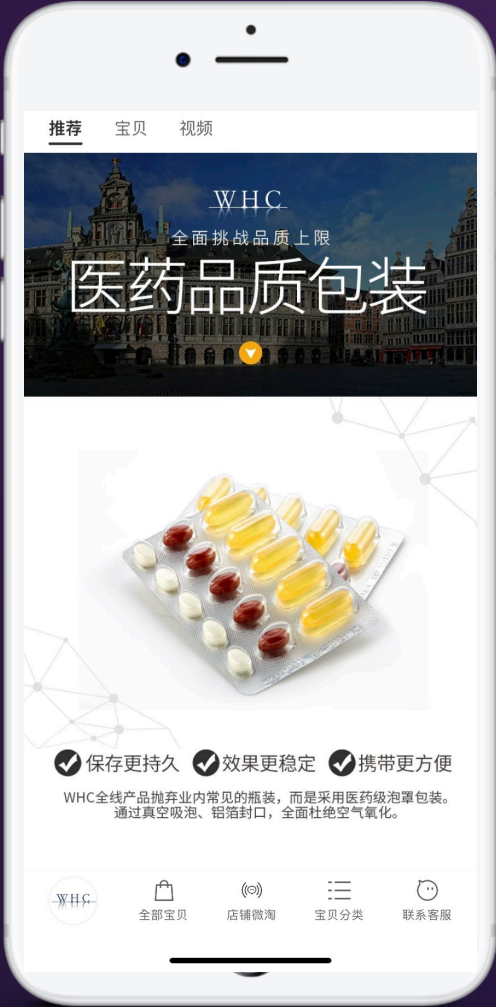 推荐 宝贝 视频
WHC
全面挑战品质上限
医药品质包装
保存更持久 效果更稳定 携带更方便
WHC全线产品抛弃业内常见的瓶装，而是采用医药级泡罩包装。
通过真空吸泡、铝箔封口，全面杜绝空气氧化。
WHC
全部宝贝 店铺微淘 宝贝分类 联系客服